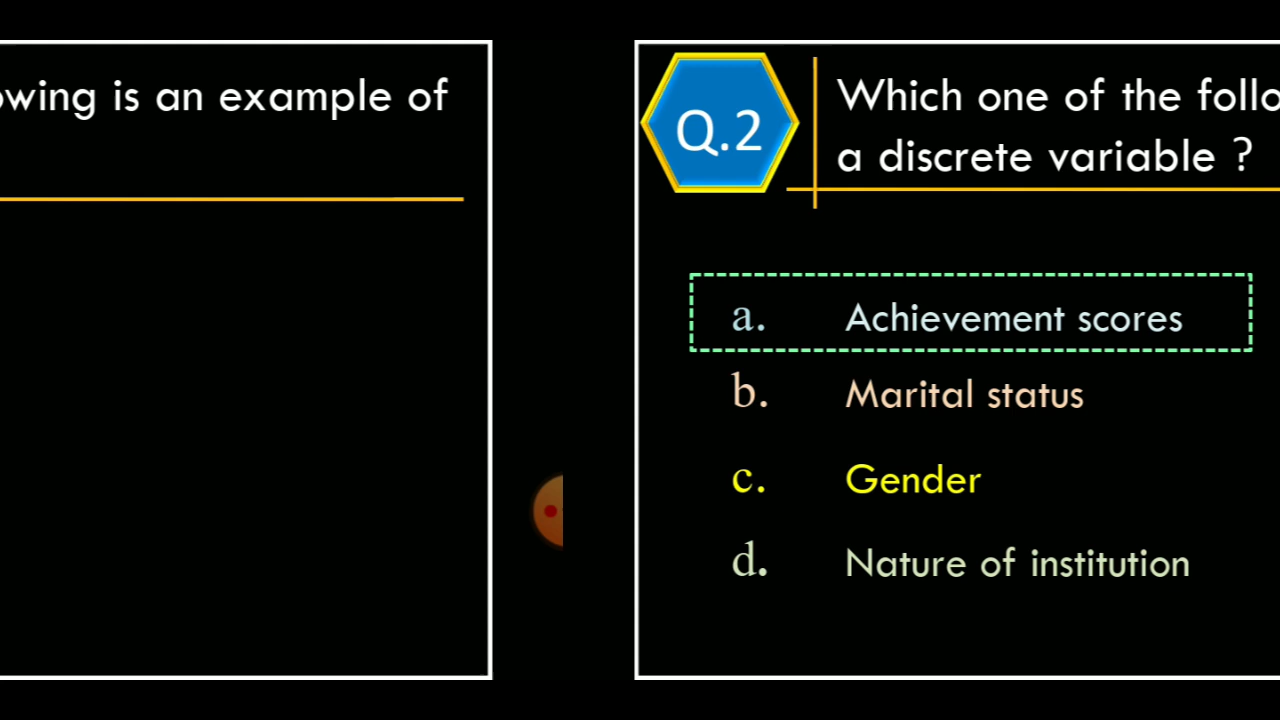 owing is an example of
Q.2
Which one of the follo
a discrete variable ?
a. Achievement scores
b. Marital status
c. Gender
d. Nature of institution